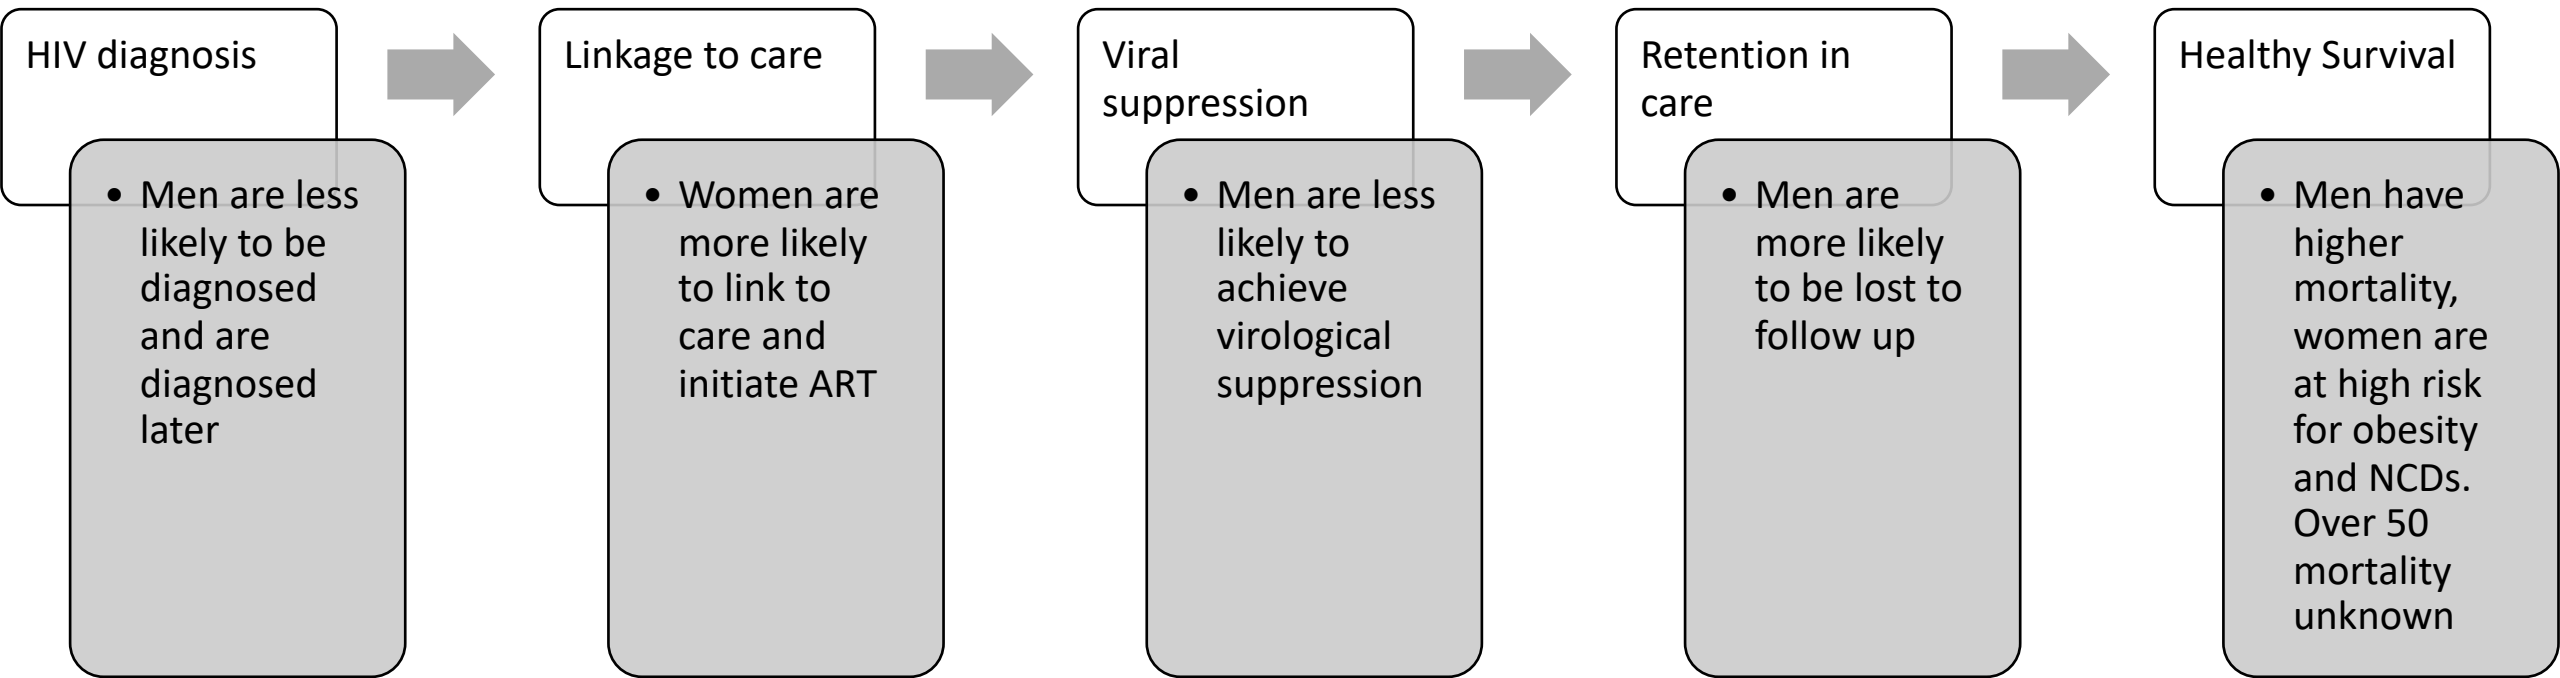 HIV diagnosis
• Men are less
likely to be
diagnosed
and are
diagnosed
later
Linkage to care
• Women are
more likely
to link to
care and
initiate ART
Viral
suppression
• Men are less
likely to
achieve
virological
suppression
Retention in
care
• Men are
more likely
to be lost to
follow up
Healthy Survival
• Men have
higher
mortality,
women are
at high risk
for obesity
and NCDs.
Over 50
mortality
unknown